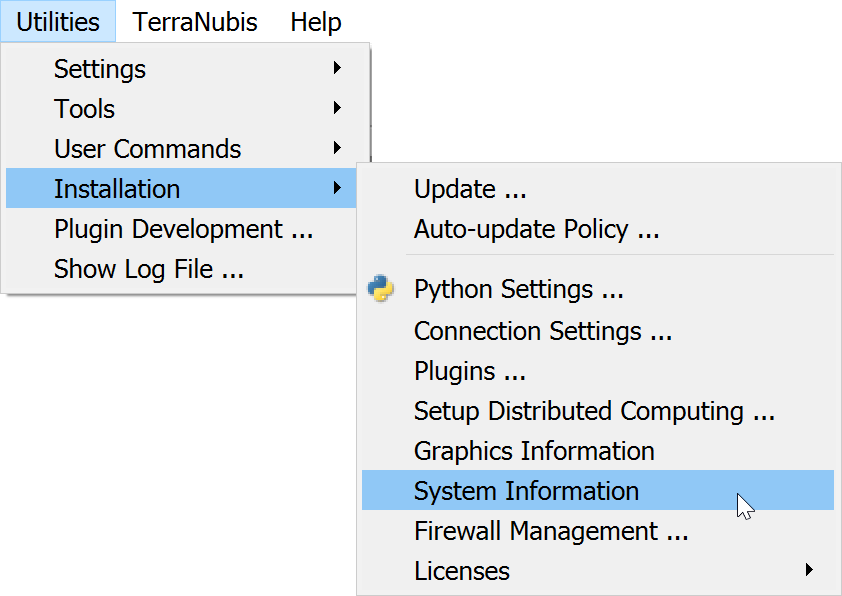 Utilities TerraNubis Help
Settings
Tools
User Commands
Installation
Plugin Development ...
Show Log File ...
Update ...
Auto-update Policy ...
Python Settings ...
Connection Settings ...
Plugins ...
Setup Distributed Computing ...
Graphics Information
System Information
Firewall Management ...
Licenses